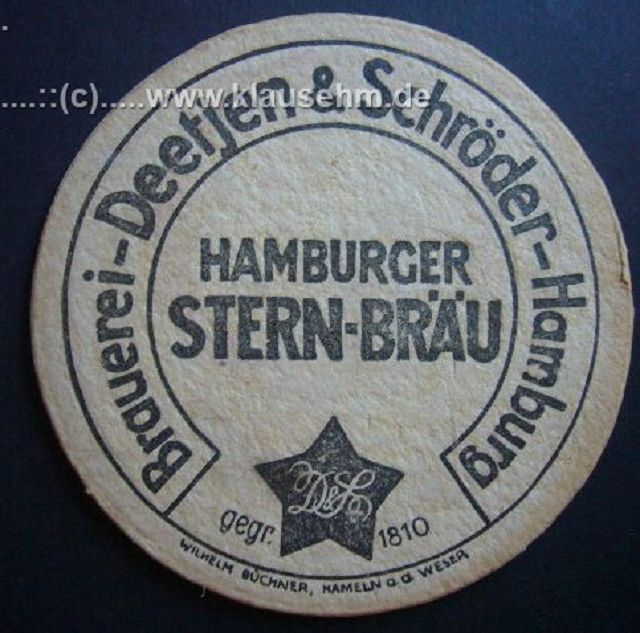 .
.....::(c).....www.klausehm.de
Brauerei-Deetjen & Schröder-Hamburg
HAMBURGER
STERN-BRÄU
D&S
gegr. 1810
WILHELM BÜCHNER, HAMELN a.d. WESER